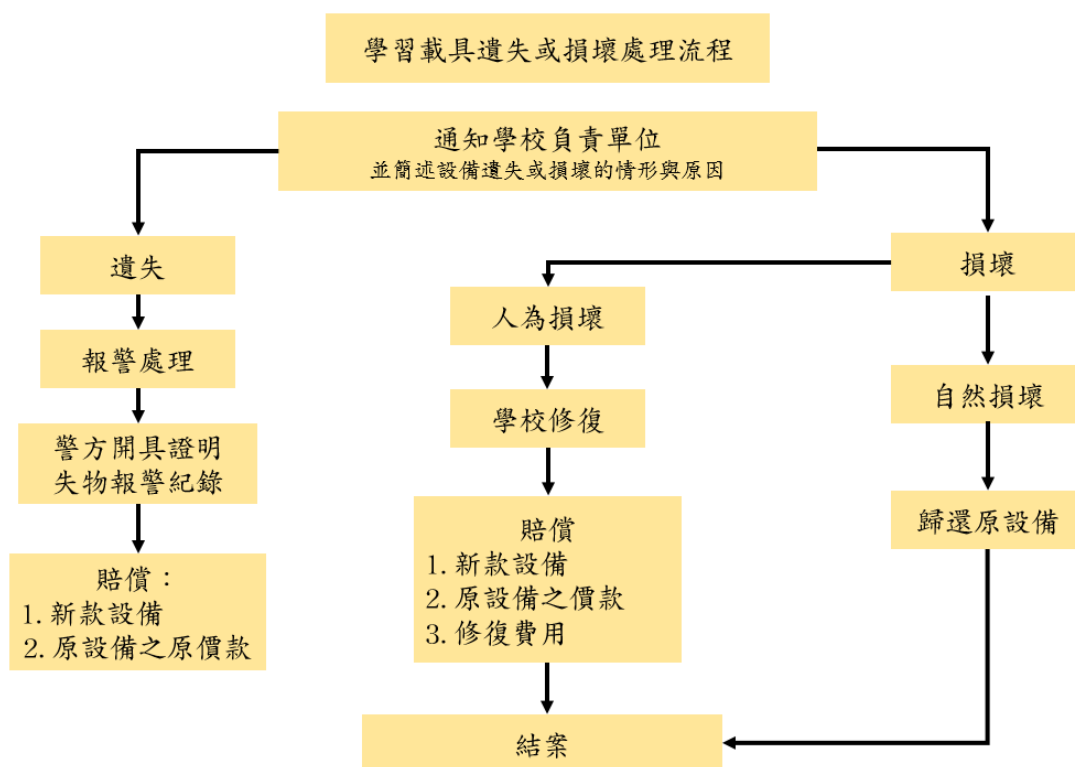 學習載具遺失或損壞處理流程
通知學校負責單位
並簡述設備遺失或損壞的情形與原因
遺失
報警處理
警方開具證明
失物報警紀錄
賠償：
1. 新款設備
2. 原設備之原價款
人為損壞
學校修復
賠償
1. 新款設備
2. 原設備之價款
3. 修復費用
損壞
自然損壞
歸還原設備
結案